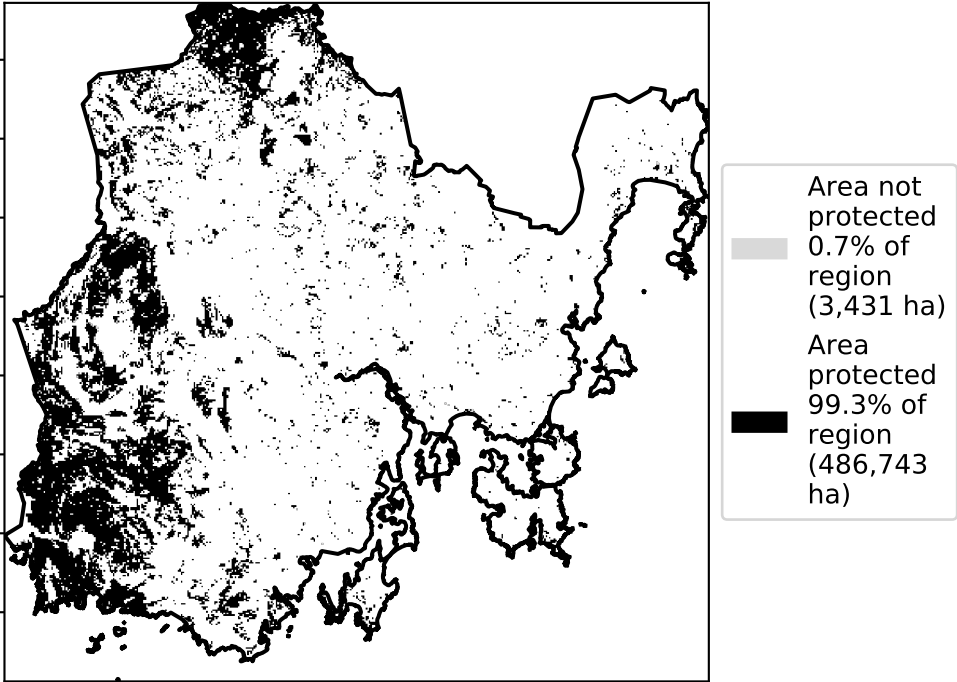 Area not
protected
0.7% of
region
(3,431 ha)
Area
protected
99.3% of
region
(486,743
ha)